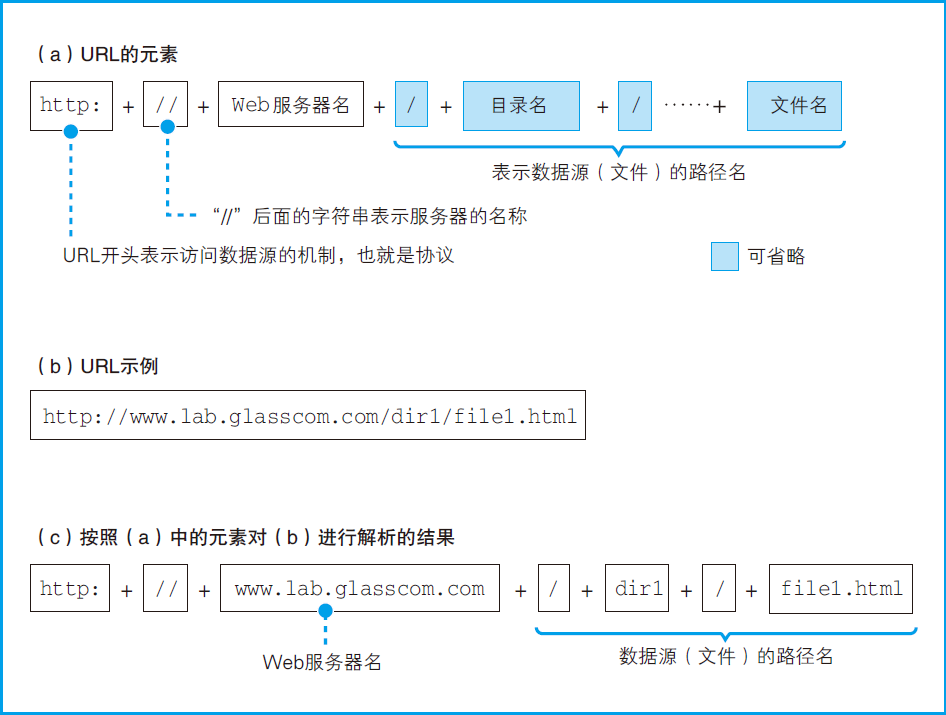 （a）URL的元素
http: + // + Web服务器名 + / + 目录名 + / ……+ 文件名
表示数据源（文件）的路径名
“//”后面的字符串表示服务器的名称
URL开头表示访问数据源的机制，也就是协议
可省略
（b）URL示例
http://www.lab.glasscom.com/dir1/file1.html
（c）按照（a）中的元素对（b）进行解析的结果
http: + // + www.lab.glasscom.com + / + dir1 + / + file1.html
Web服务器名
数据源（文件）的路径名